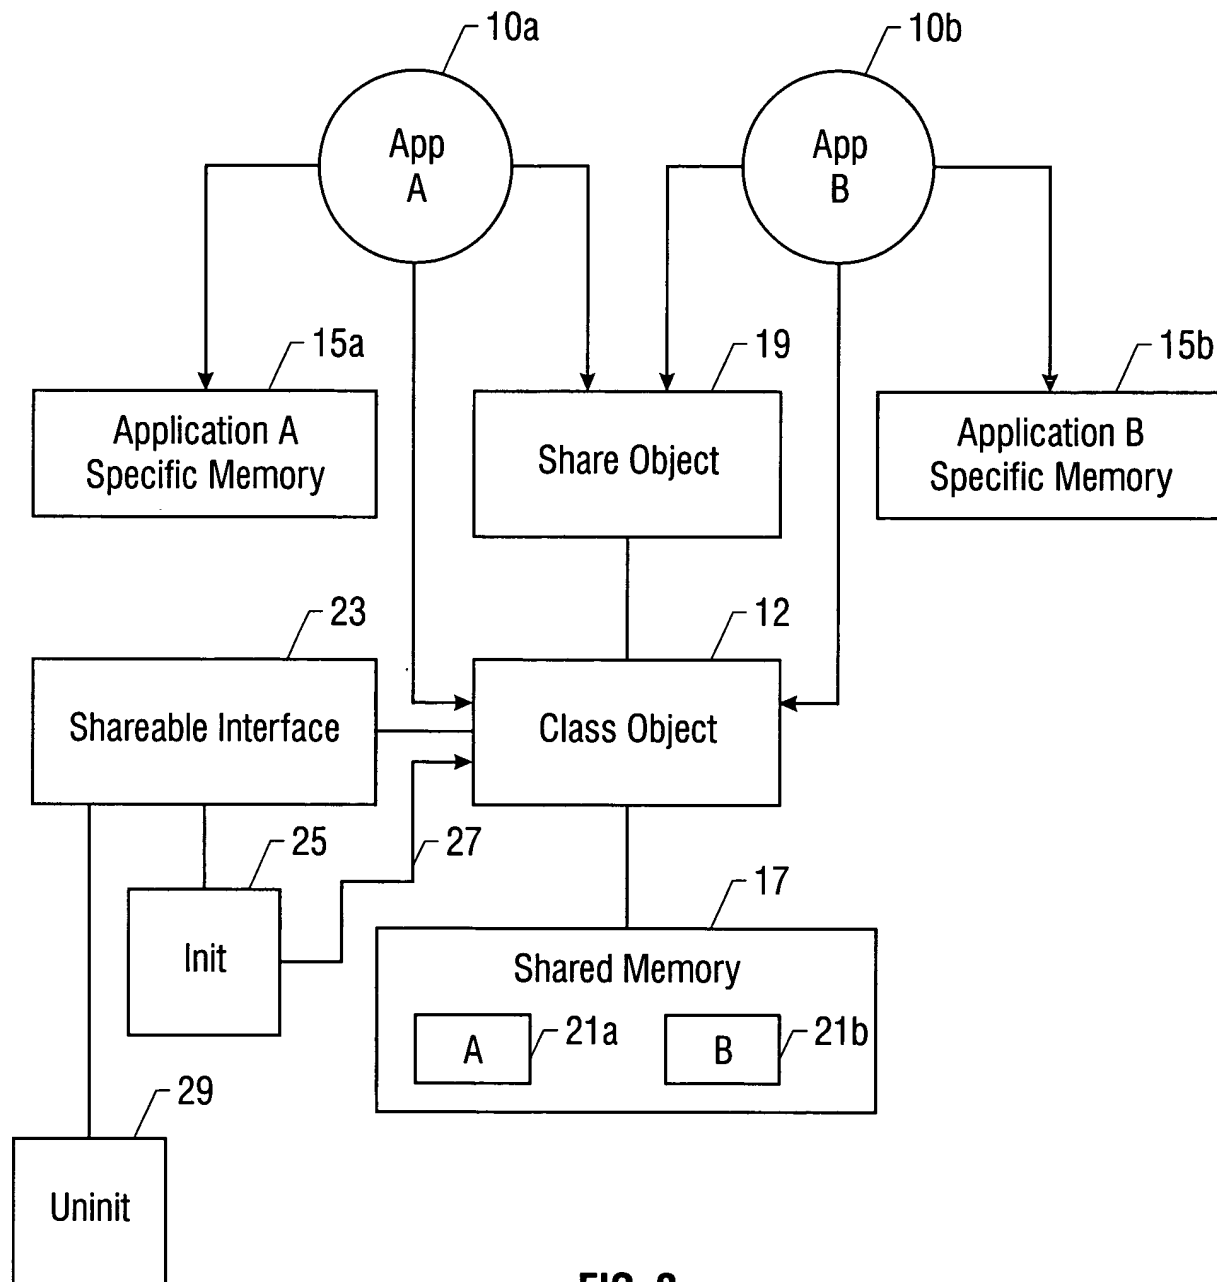 10a
10b
App
A
App
B
15a
19
15b
Application A
Specific Memory
Share Object
Application B
Specific Memory
23
12
Shareable Interface
Class Object
25
27
17
Init
Shared Memory
A
21a
B
21b
29
Uninit